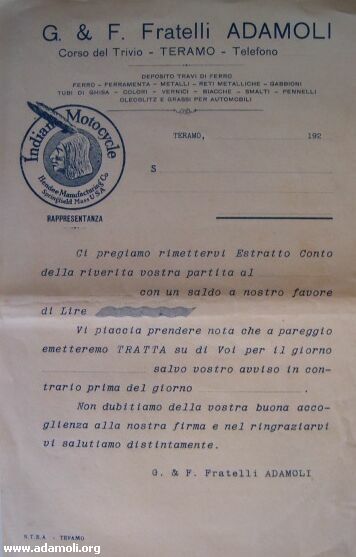 G. & F. Fratelli ADAMOLI
Corso del Trivio - TERAMO - Telefono
DEPOSITO TRAVI DI FERRO
FERRO - FERRAMENTA - METALLI - RETI METALLICHE - GABBIONI
TUBI DI GHISA - COLORI - VERNICI - BIACCHE - SMALTI - PENNELLI
OLEOBLITZ E GRASSI PER AUTOMOBILI
Indian Motocycle
Hendee Manufacturing Co
Springfield Mass U.S.A.
RAPPRESENTANZA
TERAMO, 192
S
Ci pregiamo rimettervi Estratto Conto
della riverita vostra partita al
con un saldo a nostro favore
di Lire
Vi piaccia prendere nota che a pareggio
emetteremo TRATTA su di Voi per il giorno
salvo vostro avviso in con-
trario prima del giorno
Non dubitiamo della vostra buona acco-
glienza alla nostra firma e nel ringraziarvi
vi salutiamo distintamente.
G. & F. Fratelli ADAMOLI
TERAMO
www.adamoli.org